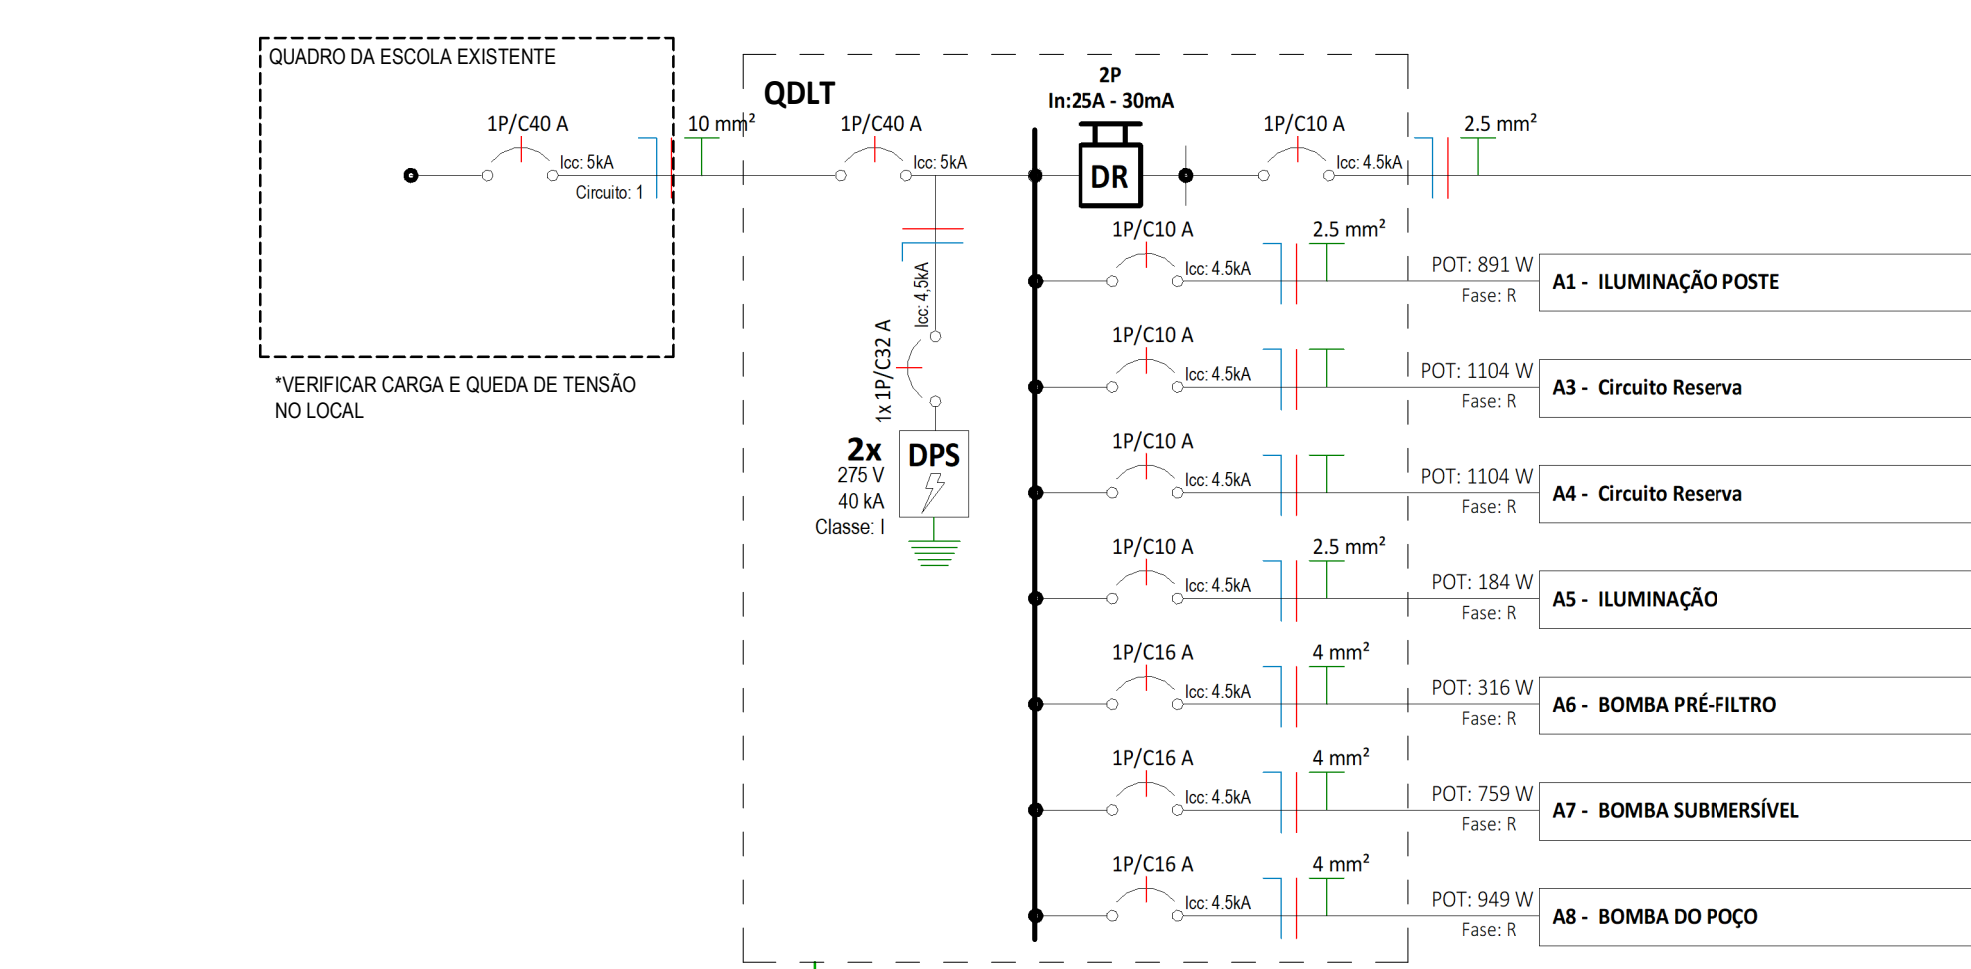 QUADRO DA ESCOLA EXISTENTE
1P/C40 A
Icc: 5kA
Circuito: 1
10 mm²
*VERIFICAR CARGA E QUEDA DE TENSÃO
NO LOCAL
QDLT
1P/C40 A
Icc: 5kA
Icc: 4,5kA
1x 1P/C32 A
2x
275 V
40 kA
Classe: I
DPS
2P
In:25A - 30mA
DR
1P/C10 A
Icc: 4.5kA
2.5 mm²
1P/C10 A
Icc: 4.5kA
2.5 mm²
POT: 891 W
Fase: R
A1 - ILUMINAÇÃO POSTE
1P/C10 A
Icc: 4.5kA
POT: 1104 W
Fase: R
A3 - Circuito Reserva
1P/C10 A
Icc: 4.5kA
POT: 1104 W
Fase: R
A4 - Circuito Reserva
1P/C10 A
Icc: 4.5kA
2.5 mm²
POT: 184 W
Fase: R
A5 - ILUMINAÇÃO
1P/C16 A
Icc: 4.5kA
4 mm²
POT: 316 W
Fase: R
A6 - BOMBA PRÉ-FILTRO
1P/C16 A
Icc: 4.5kA
4 mm²
POT: 759 W
Fase: R
A7 - BOMBA SUBMERSÍVEL
1P/C16 A
Icc: 4.5kA
4 mm²
POT: 949 W
Fase: R
A8 - BOMBA DO POÇO